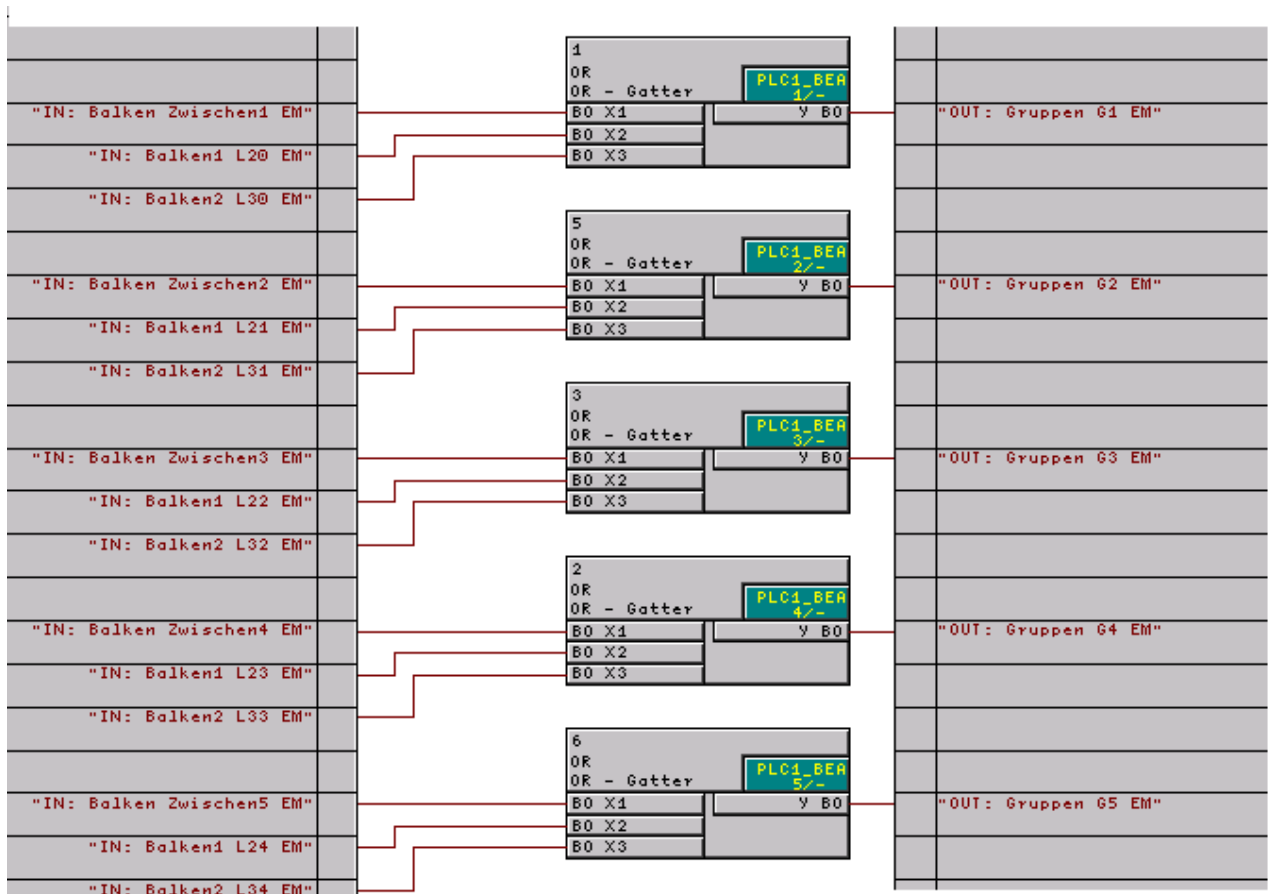 1
OR
OR - Gatter
PLC1_BEA
1/-
"IN: Balken Zwischen1 EM"
BO X1
Y BO
"OUT: Gruppen G1 EM"
BO X2
"IN: Balken1 L20 EM"
BO X3
"IN: Balken2 L30 EM"
5
OR
OR - Gatter
PLC1_BEA
2/-
"IN: Balken Zwischen2 EM"
BO X1
Y BO
"OUT: Gruppen G2 EM"
BO X2
"IN: Balken1 L21 EM"
BO X3
"IN: Balken2 L31 EM"
3
OR
OR - Gatter
PLC1_BEA
3/-
"IN: Balken Zwischen3 EM"
BO X1
Y BO
"OUT: Gruppen G3 EM"
BO X2
"IN: Balken1 L22 EM"
BO X3
"IN: Balken2 L32 EM"
2
OR
OR - Gatter
PLC1_BEA
4/-
"IN: Balken Zwischen4 EM"
BO X1
Y BO
"OUT: Gruppen G4 EM"
BO X2
"IN: Balken1 L23 EM"
BO X3
"IN: Balken2 L33 EM"
6
OR
OR - Gatter
PLC1_BEA
5/-
"IN: Balken Zwischen5 EM"
BO X1
Y BO
"OUT: Gruppen G5 EM"
BO X2
"IN: Balken1 L24 EM"
BO X3
"IN: Balken2 L34 EM"